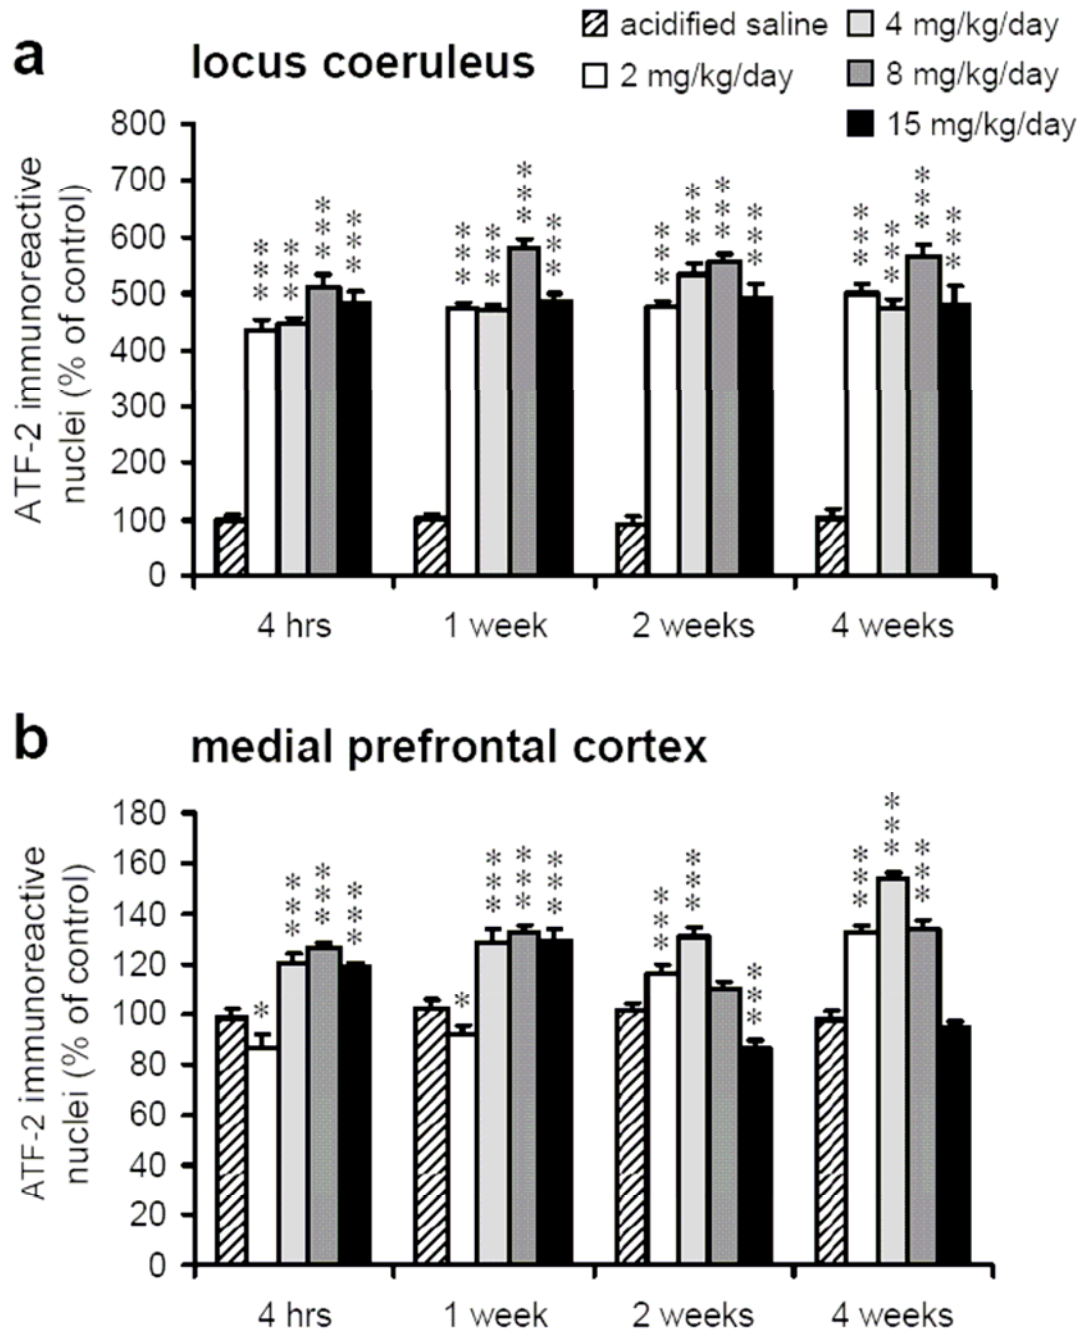 a
locus coeruleus
acidified saline
2 mg/kg/day
4 mg/kg/day
8 mg/kg/day
15 mg/kg/day
ATF-2 immunoreactive
nuclei (% of control)
800
700
600
500
400
300
200
100
0
*** *** *** ***
*** *** *** ***
*** *** *** ***
*** *** *** ***
4 hrs 1 week 2 weeks 4 weeks
b
medial prefrontal cortex
ATF-2 immunoreactive
nuclei (% of control)
180
160
140
120
100
80
60
40
20
0
* *** *** ***
* *** *** ***
*** *** ***
*** *** ***
4 hrs 1 week 2 weeks 4 weeks